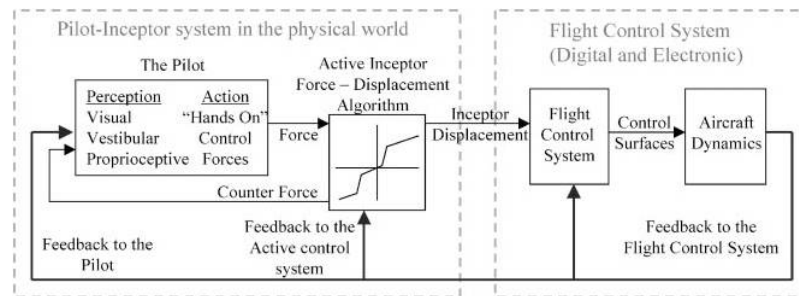 Pilot-Inceptor system in the physical world
Flight Control System
(Digital and Electronic)
The Pilot
Active Inceptor
Force – Displacement
Algorithm
Perception
Action
Visual
"Hands On"
Vestibular
Control
Proprioceptive
Forces
Force
Counter Force
Inceptor
Displacement
Flight
Control
System
Control
Surfaces
Aircraft
Dynamics
Feedback to the
Pilot
Feedback to the
Active control
system
Feedback to the
Flight Control System